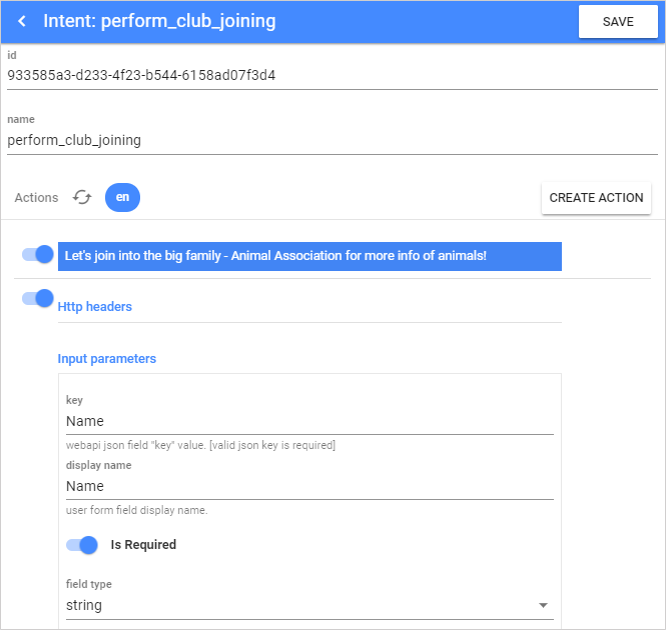 Intent: perform_club_joining
SAVE
id
933585a3-d233-4f23-b544-6158ad07f3d4
name
perform_club_joining
Actions en CREATE ACTION
Let's join into the big family - Animal Association for more info of animals!
Http headers
Input parameters
key
Name
webapi json field "key" value. [valid json key is required]
display name
Name
user form field display name.
Is Required
field type
string